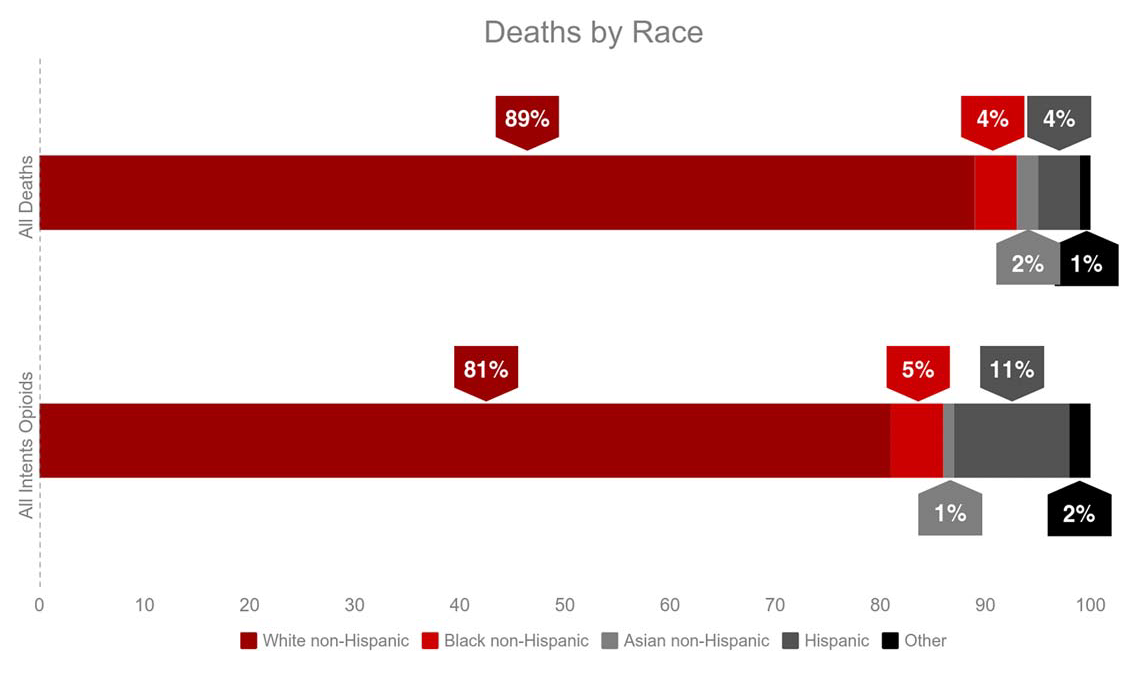 Deaths by Race
All Deaths
89%
4%
4%
2%
1%
All Intents Opioids
81%
5%
11%
1%
2%
0 10 20 30 40 50 60 70 80 90 100
White non-Hispanic Black non-Hispanic Asian non-Hispanic Hispanic Other